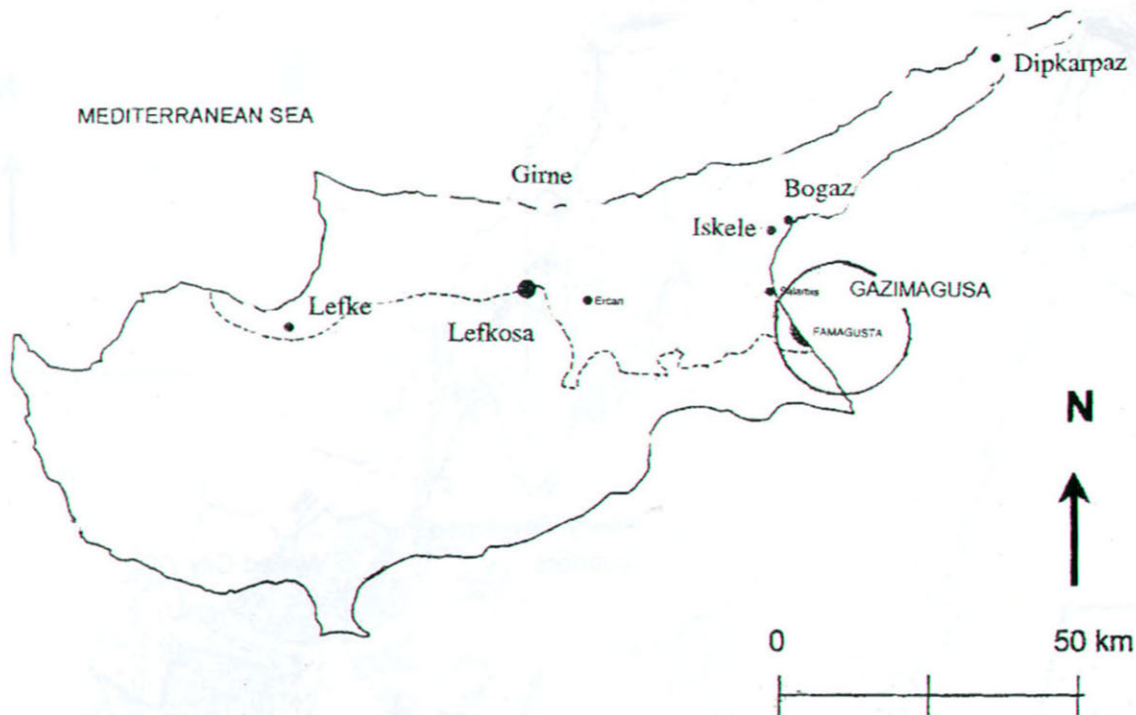 Dipkarpaz
MEDITERRANEAN SEA
Girne
Bogaz
Iskele
GAZIMAGUSA
Ercan
Lefke
Lefkosa
FAMAGUSTA
N
0 50 km